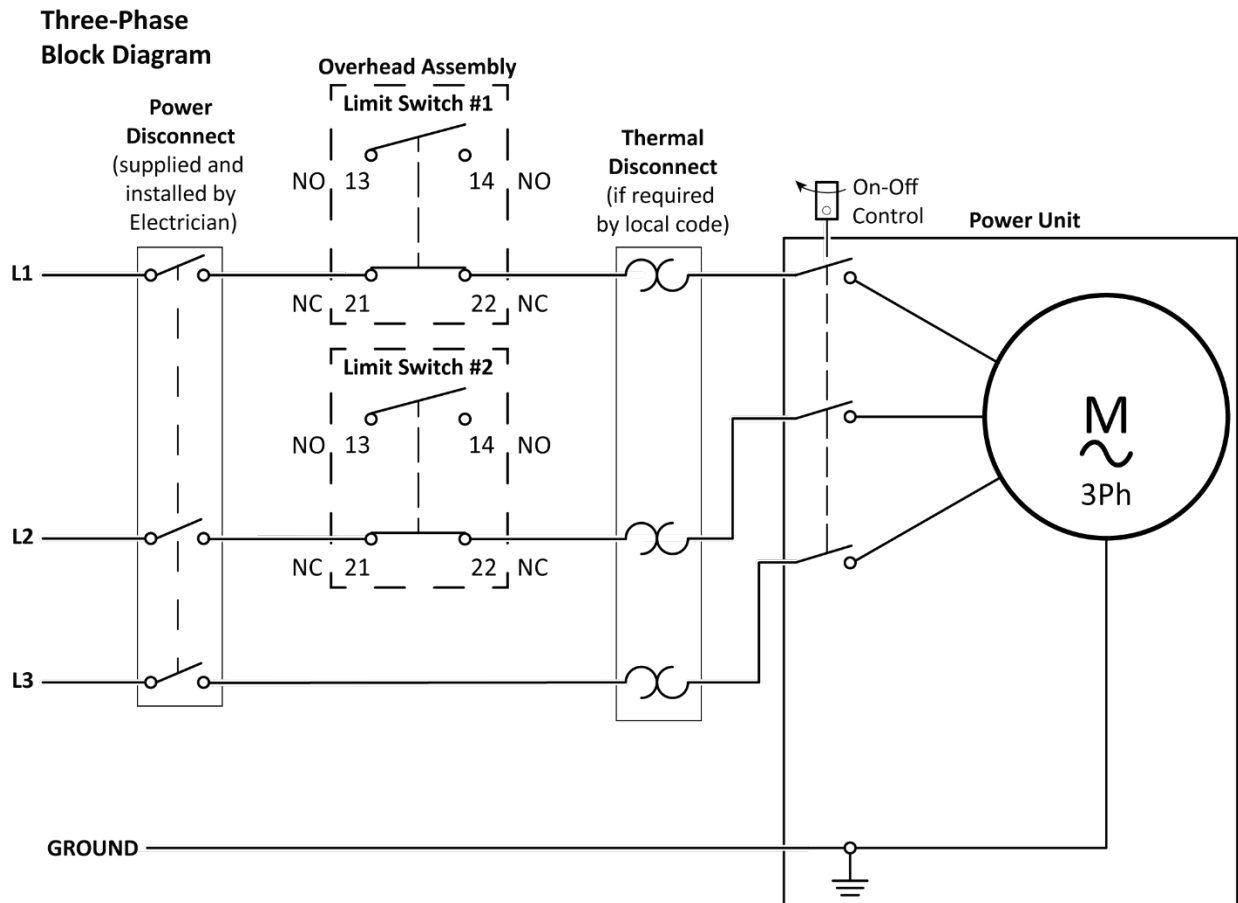 Three-Phase
Block Diagram
Overhead Assembly
Limit Switch #1
Power
Disconnect
(supplied and
installed by
Electrician)
Thermal
Disconnect
(if required
by local code)
NO 13 14 NO
On-Off
Control
Power Unit
L1
NC 21 22 NC
Limit Switch #2
NO 13 14 NO
M
3Ph
L2
NC 21 22 NC
L3
GROUND